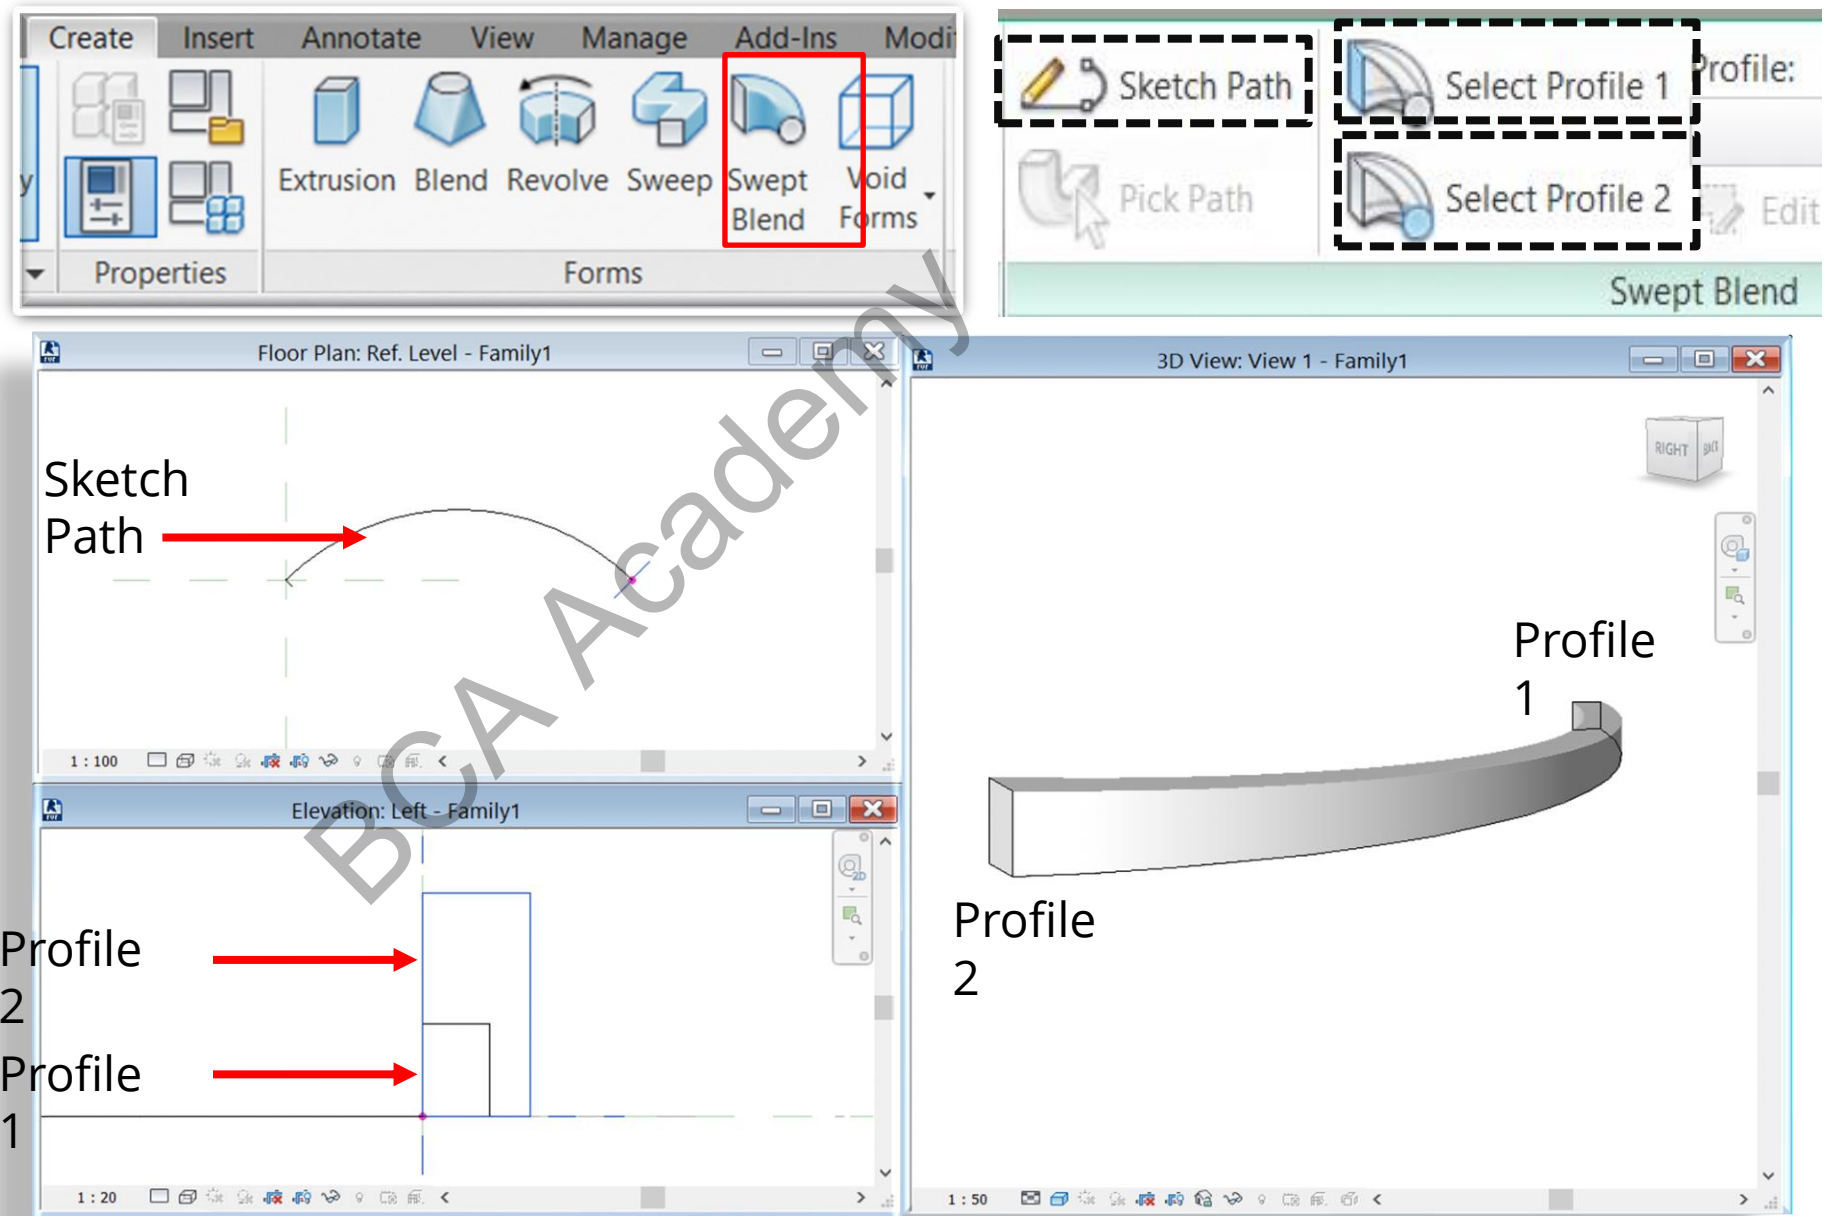 Create Insert Annotate View Manage Add-Ins Modi
y
Extrusion Blend Revolve Sweep Swept Blend Void Forms
Properties Forms
Sketch Path
Pick Path
Select Profile 1
Select Profile 2
Profile:
Edit
Swept Blend
Floor Plan: Ref. Level - Family1
Sketch
Path
1 : 100
Elevation: Left - Family1
2D
Profile
2
Profile
1
1 : 20
3D View: View 1 - Family1
RIGHT BACK
Profile
1
Profile
2
1 : 50
BCA Academy